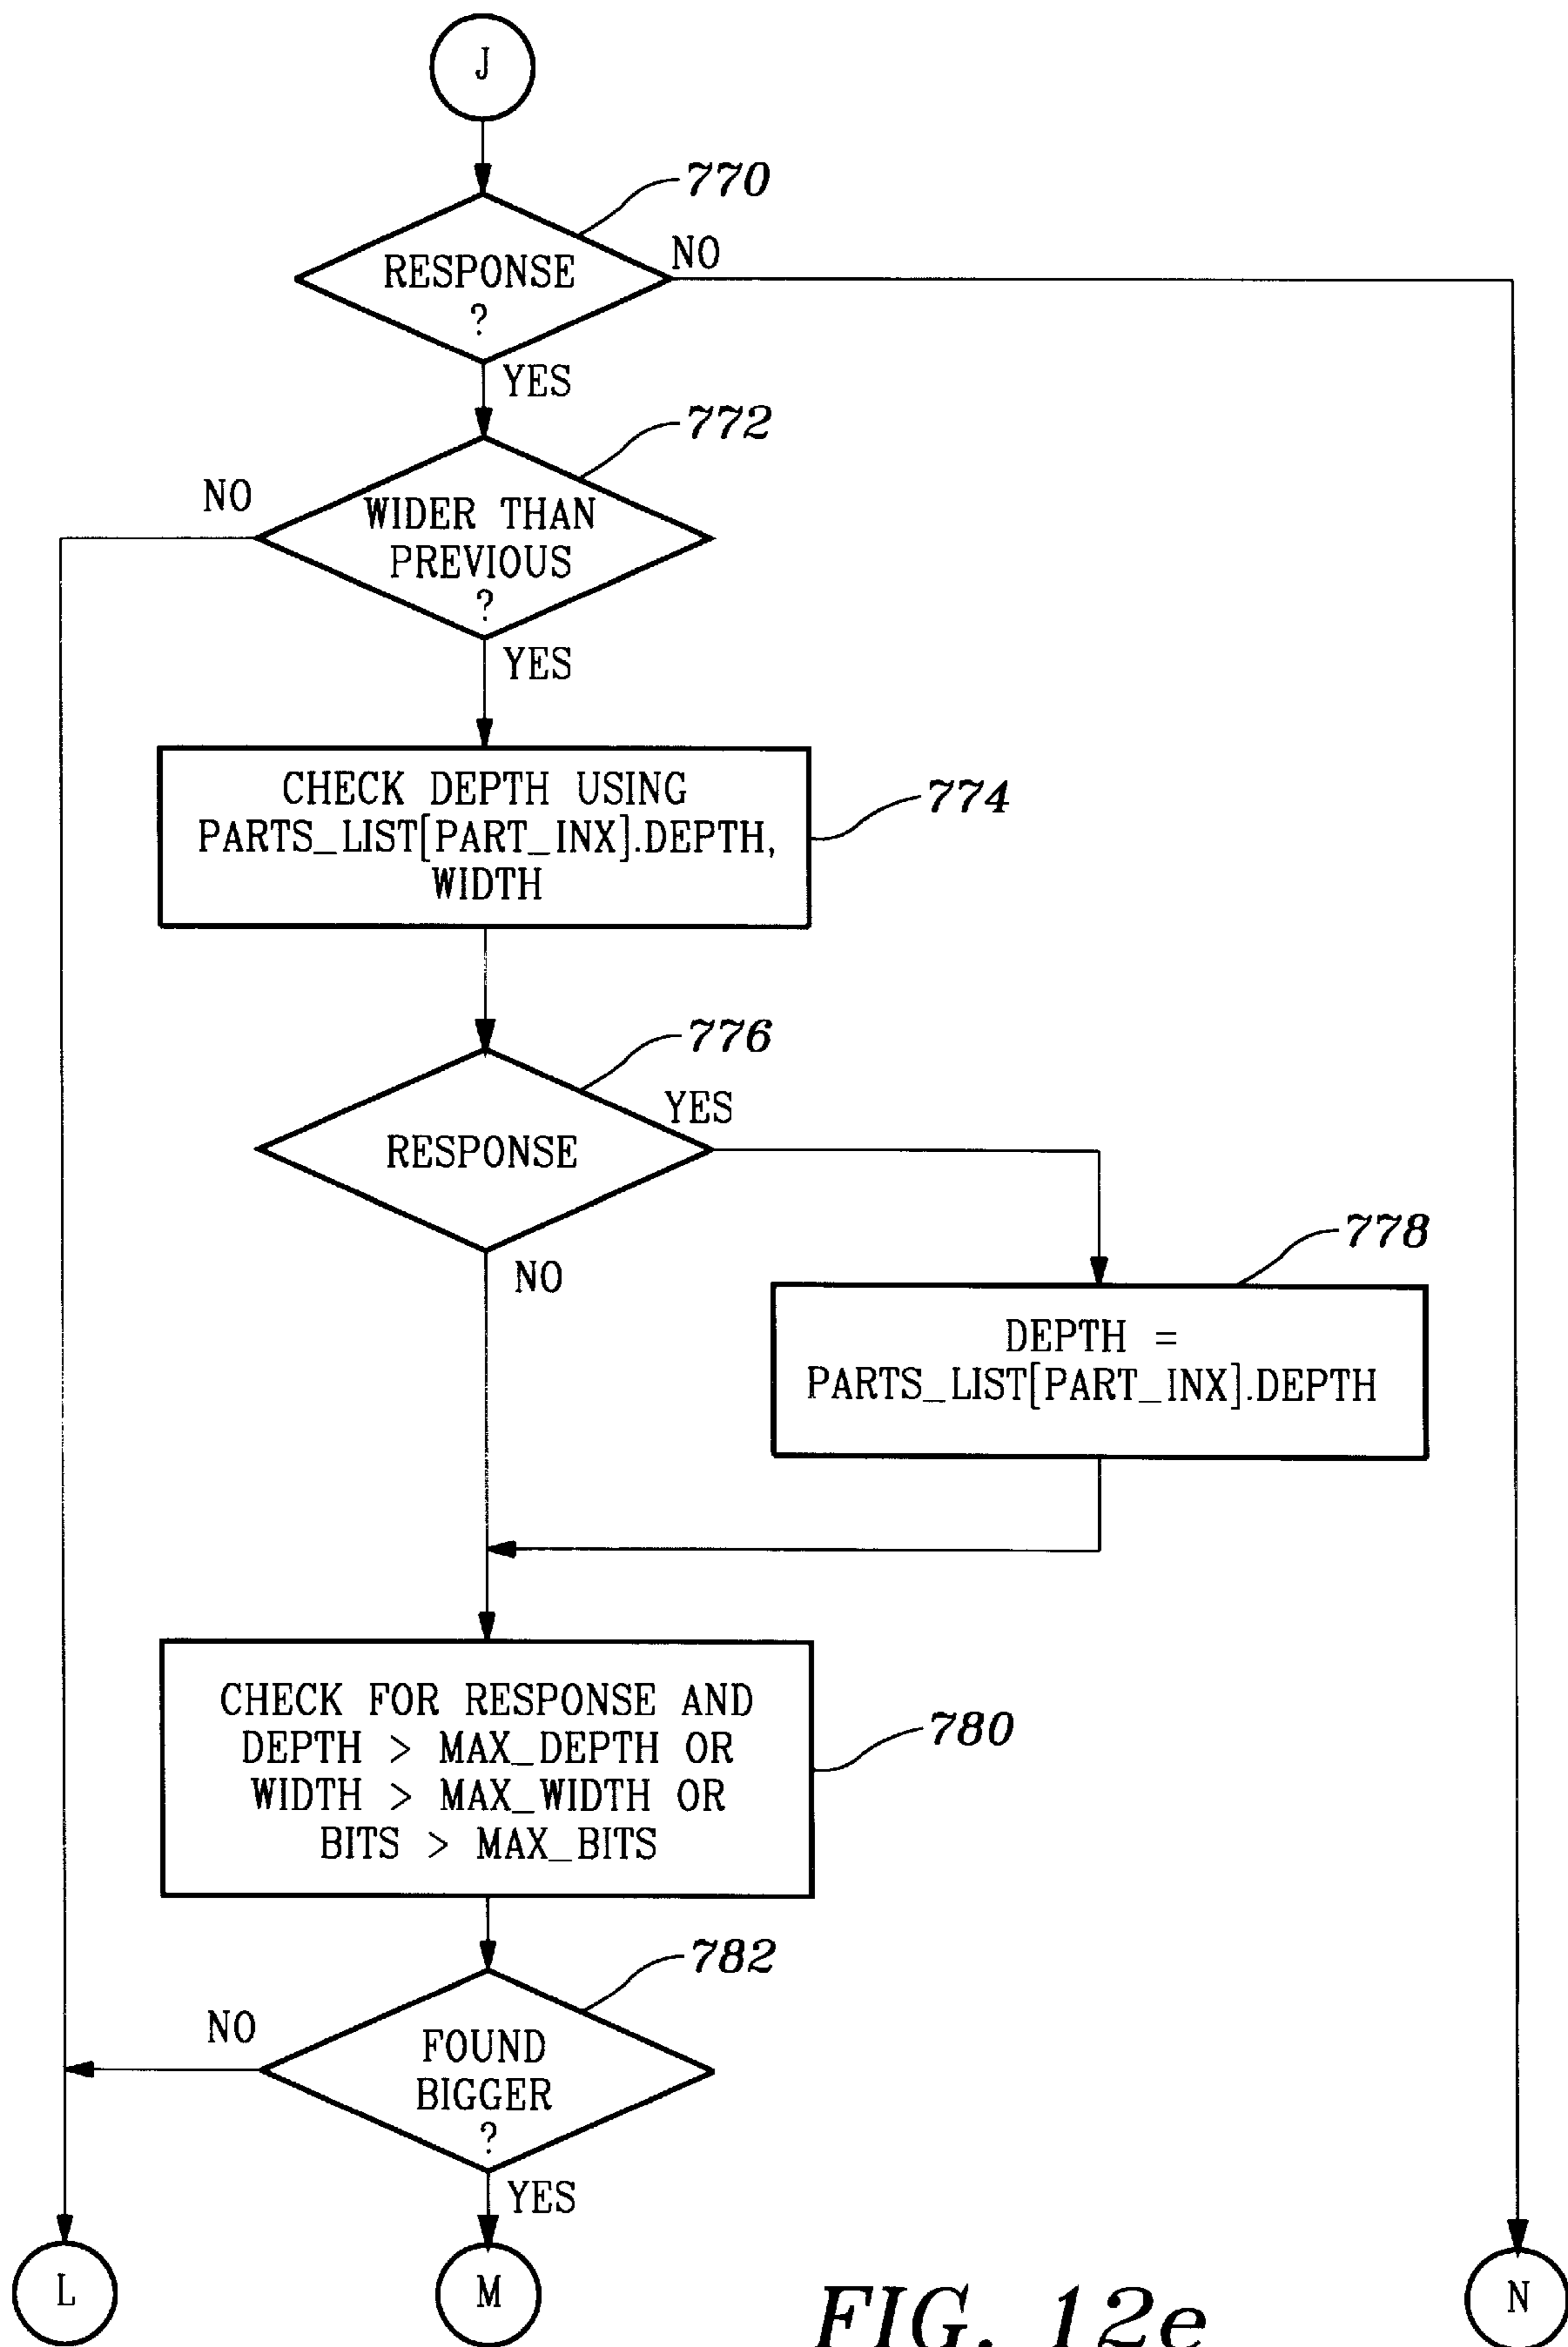 J
770
RESPONSE
?
NO
YES
772
NO
WIDER THAN
PREVIOUS
?
YES
CHECK DEPTH USING
PARTS_LIST[PART_INX].DEPTH,
WIDTH
774
776
YES
RESPONSE
NO
778
DEPTH =
PARTS_LIST[PART_INX].DEPTH
CHECK FOR RESPONSE AND
DEPTH > MAX_DEPTH OR
WIDTH > MAX_WIDTH OR
BITS > MAX_BITS
780
782
NO
FOUND
BIGGER
?
YES
L
M
N
FIG. 12e